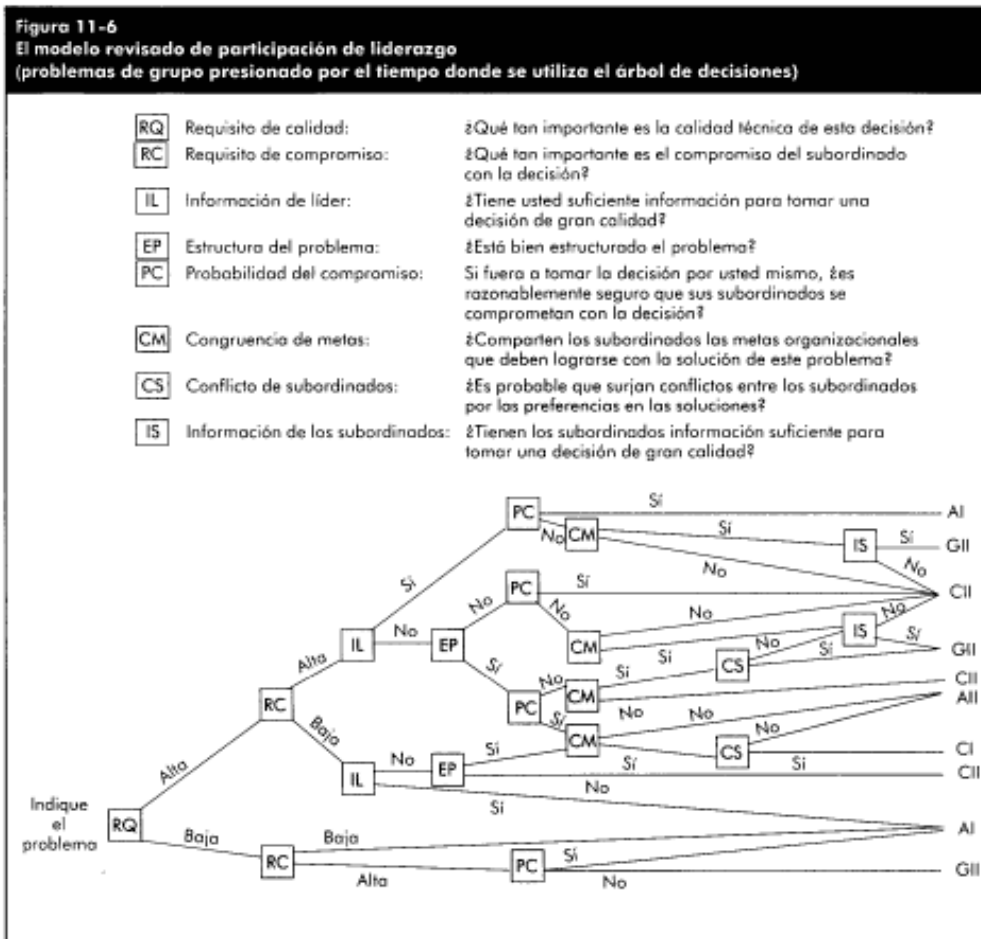 Figura 11-6
El modelo revisado de participación de liderazgo
(problemas de grupo presionado por el tiempo donde se utiliza el árbol de decisiones)
RQ Requisito de calidad: ¿Qué tan importante es la calidad técnica de esta decisión?
RC Requisito de compromiso: ¿Qué tan importante es el compromiso del subordinado
con la decisión?
IL Información de líder: ¿Tiene usted suficiente información para tomar una
decisión de gran calidad?
EP Estructura del problema: ¿Está bien estructurado el problema?
PC Probabilidad del compromiso: Si fuera a tomar la decisión por usted mismo, ¿es
razonablemente seguro que sus subordinados se
comprometan con la decisión?
CM Congruencia de metas: ¿Comparten los subordinados las metas organizacionales
que deben lograrse con la solución de este problema?
CS Conflicto de subordinados: ¿Es probable que surjan conflictos entre los subordinados
por las preferencias en las soluciones?
IS Información de los subordinados: ¿Tienen los subordinados información suficiente para
tomar una decisión de gran calidad?
PC Sí AI
No CM Sí IS Sí GII
No No
Sí PC Sí CII
No No No
IL No EP CM IS Sí
Alta Sí No Sí CS No Sí GII
RC PC No CM Sí CII
Sí No No AII
Baja CM CS No
Alta No Sí CI
IL EP Sí Sí CII
No
Indique
el
problema
RQ Sí
Baja Baja AI
RC PC Sí
Alta No GII